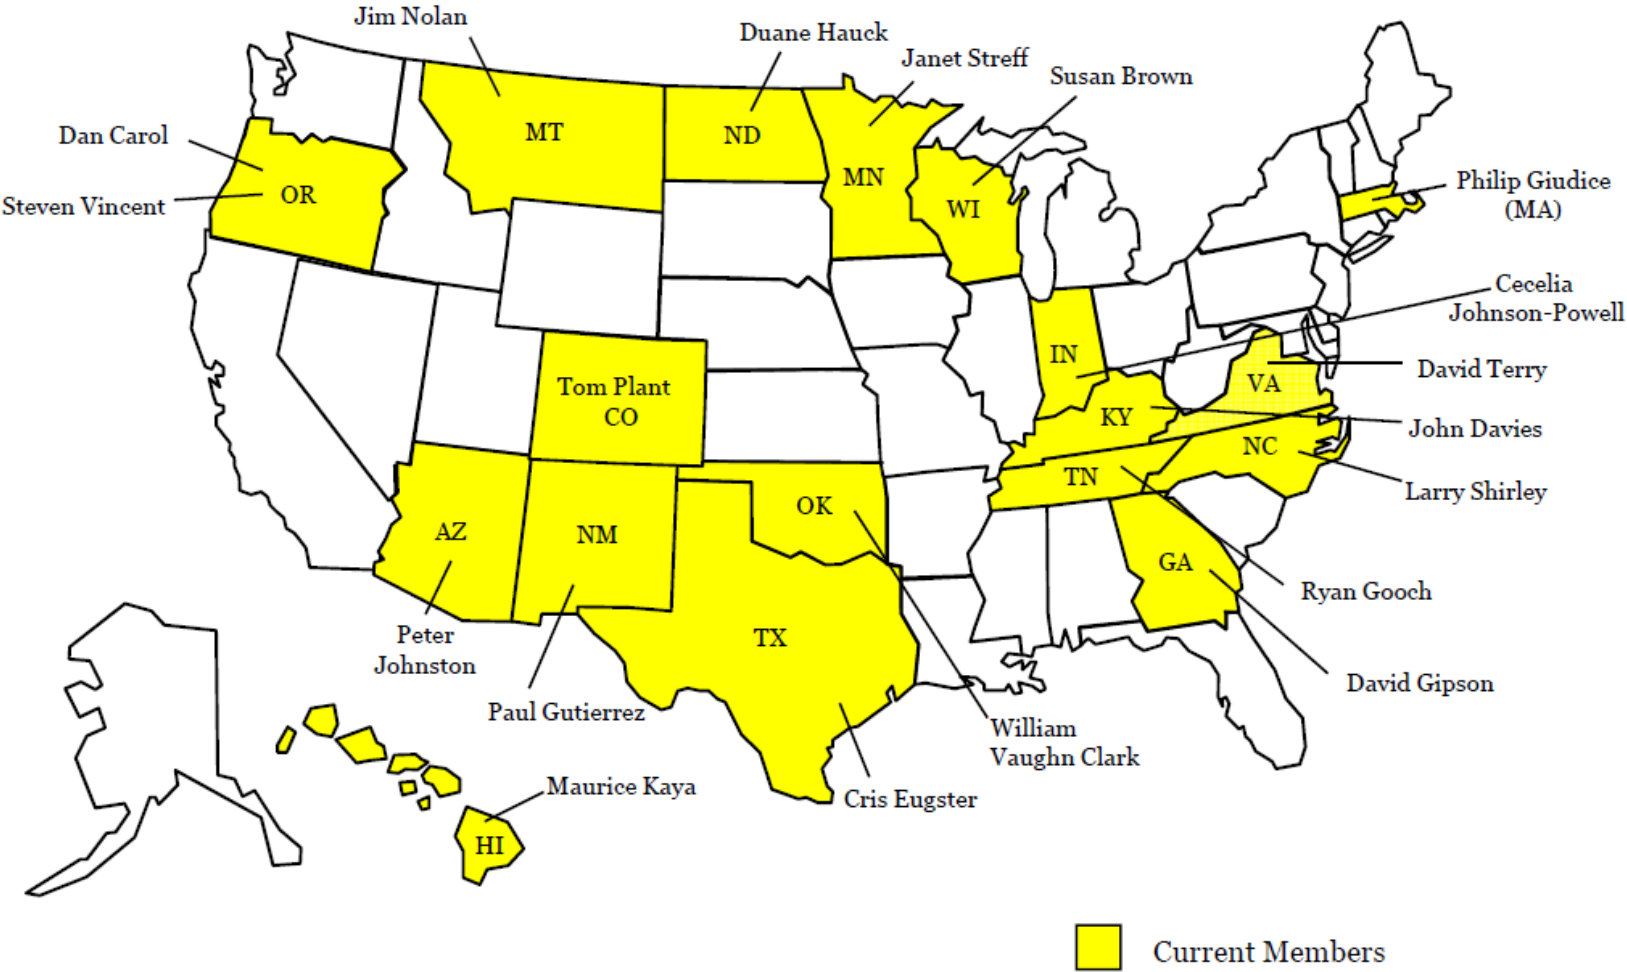 Jim Nolan
Duane Hauck
Janet Streff
Susan Brown
Dan Carol
MT
ND
MN
Steven Vincent
OR
WI
Philip Giudice
(MA)
Cecelia
Johnson-Powell
IN
David Terry
VA
Tom Plant
CO
KY
John Davies
NC
TN
Larry Shirley
OK
AZ
NM
GA
Ryan Gooch
Peter
Johnston
TX
David Gipson
Paul Gutierrez
William
Vaughn Clark
Maurice Kaya
Cris Eugster
HI
Current Members